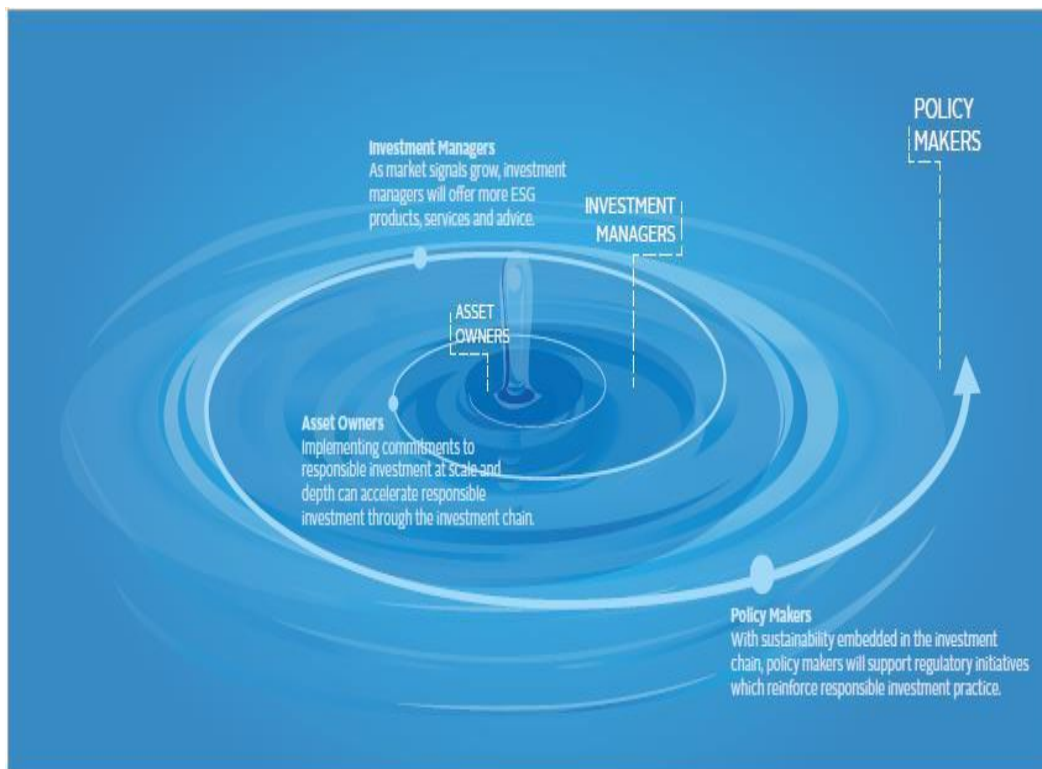 POLICY
MAKERS
Investment Managers
As market signals grow, investment
managers will offer more ESG
products, services and advice.
INVESTMENT
MANAGERS
ASSET
OWNERS
Asset Owners
Implementing commitments to
responsible investment at scale and
depth can accelerate responsible
investment through the investment chain.
Policy Makers
With sustainability embedded in the investment
chain, policy makers will support regulatory initiatives
which reinforce responsible investment practice.